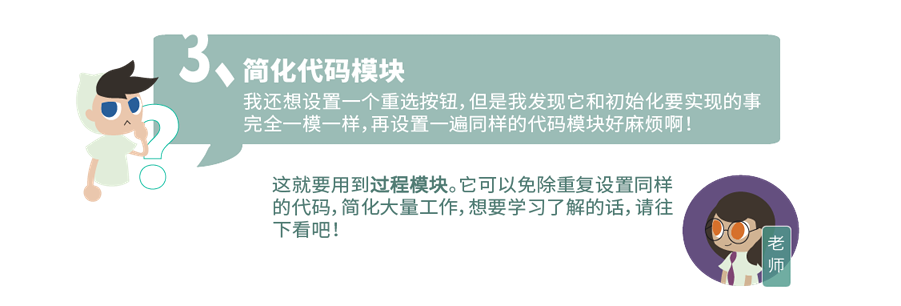 3、
简化代码模块
我还想设置一个重选按钮，但是我发现它和初始化要实现的事
完全一模一样，再设置一遍同样的代码模块好麻烦啊！
?
这就要用到过程模块。它可以免除重复设置同样
的代码，简化大量工作，想要学习了解的话，请往
下看吧！
老
师